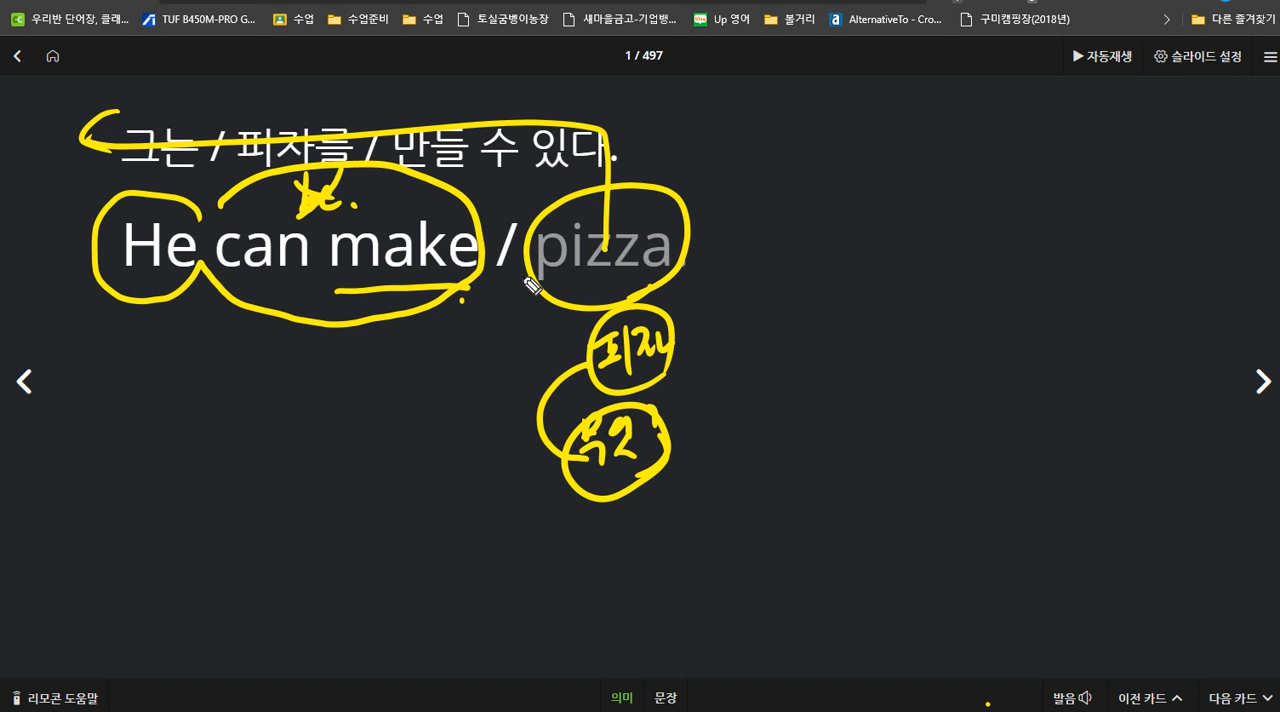 우리반 단어장, 클래... TUF B450M-PRO G... 수업 수업준비 수업 토실굼벵이농장 새마을금고-기업뱅... Up 영어 볼거리 AlternativeTo - Cro... 구미캠핑장(2018년) 다른 즐겨찾기
1 / 497 자동재생 슬라이드 설정
그는 / 피자를 / 만들 수 있다.
He can make / pizza.
피자
리모콘 도움말 의미 문장 발음 이전 카드 다음 카드